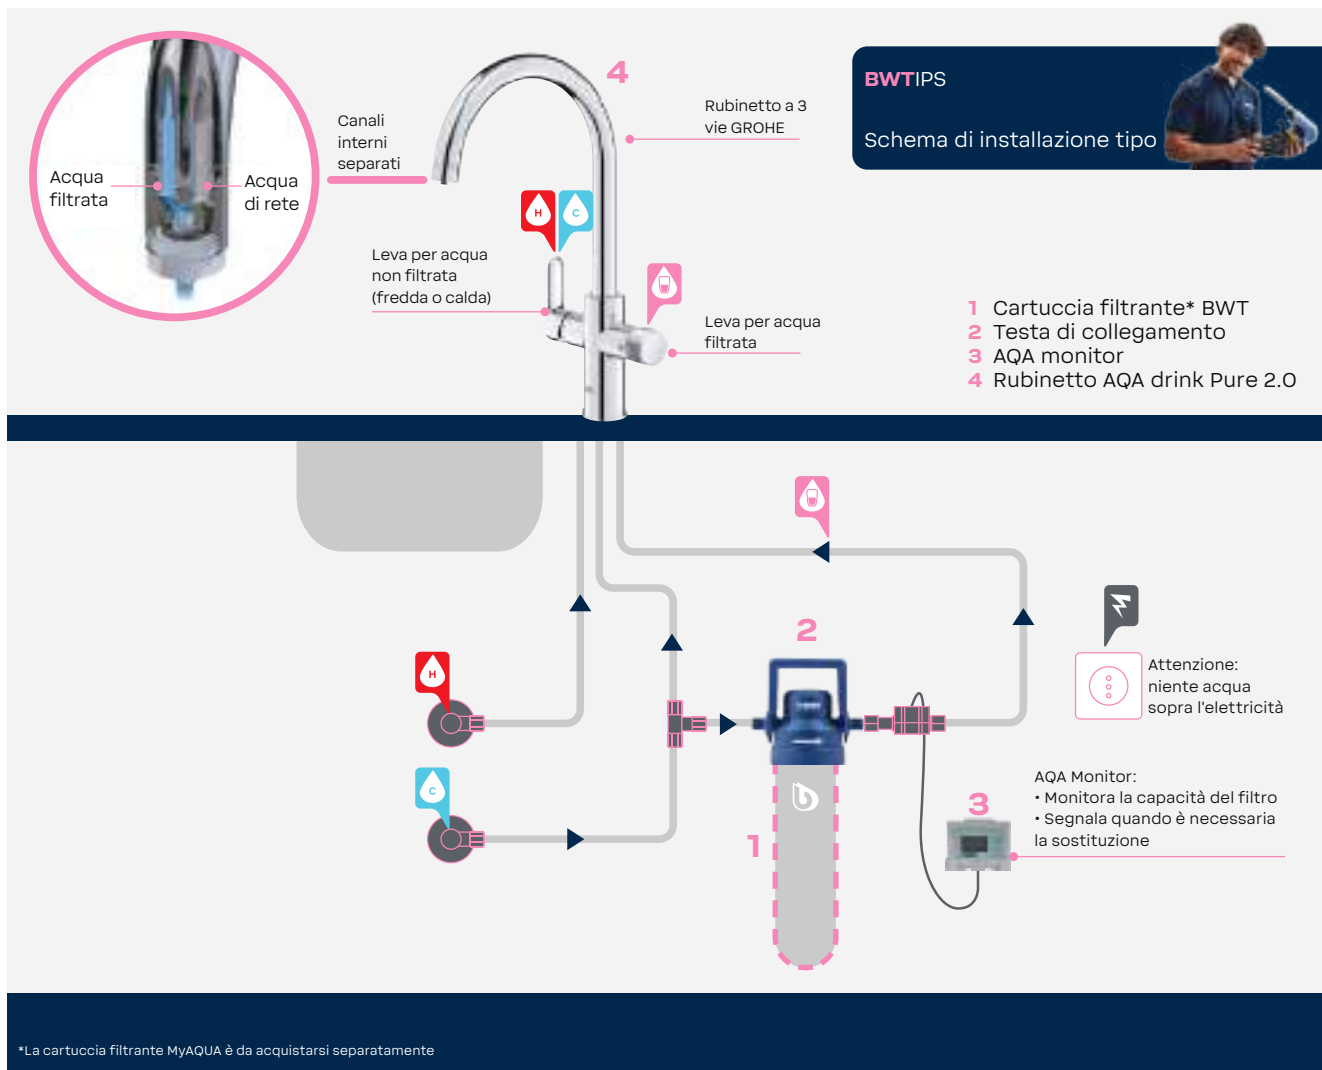 4
BWTIPS
Schema di installazione tipo
Canali
interni
separati
Rubinetto a 3
vie GROHE
Acqua
filtrata
Acqua
di rete
H
C
Leva per acqua
non filtrata
(fredda o calda)
Leva per acqua
filtrata
1 Cartuccia filtrante* BWT
2 Testa di collegamento
3 AQA monitor
4 Rubinetto AQA drink Pure 2.0
2
H
Attenzione:
niente acqua
sopra l'elettricità
C
1
3
AQA Monitor:
• Monitora la capacità del filtro
• Segnala quando è necessaria
la sostituzione
*La cartuccia filtrante MyAQUA è da acquistarsi separatamente